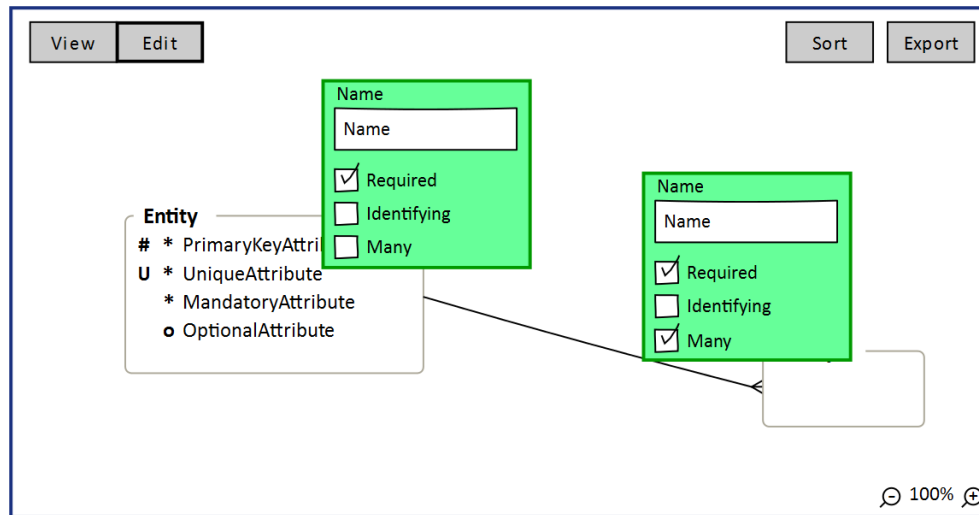 View Edit Sort Export
Name
Name
Required
Identifying
Many
Name
Name
Required
Identifying
Many
Entity
# * PrimaryKeyAttri
U * UniqueAttribute
* MandatoryAttribute
o OptionalAttribute
100%